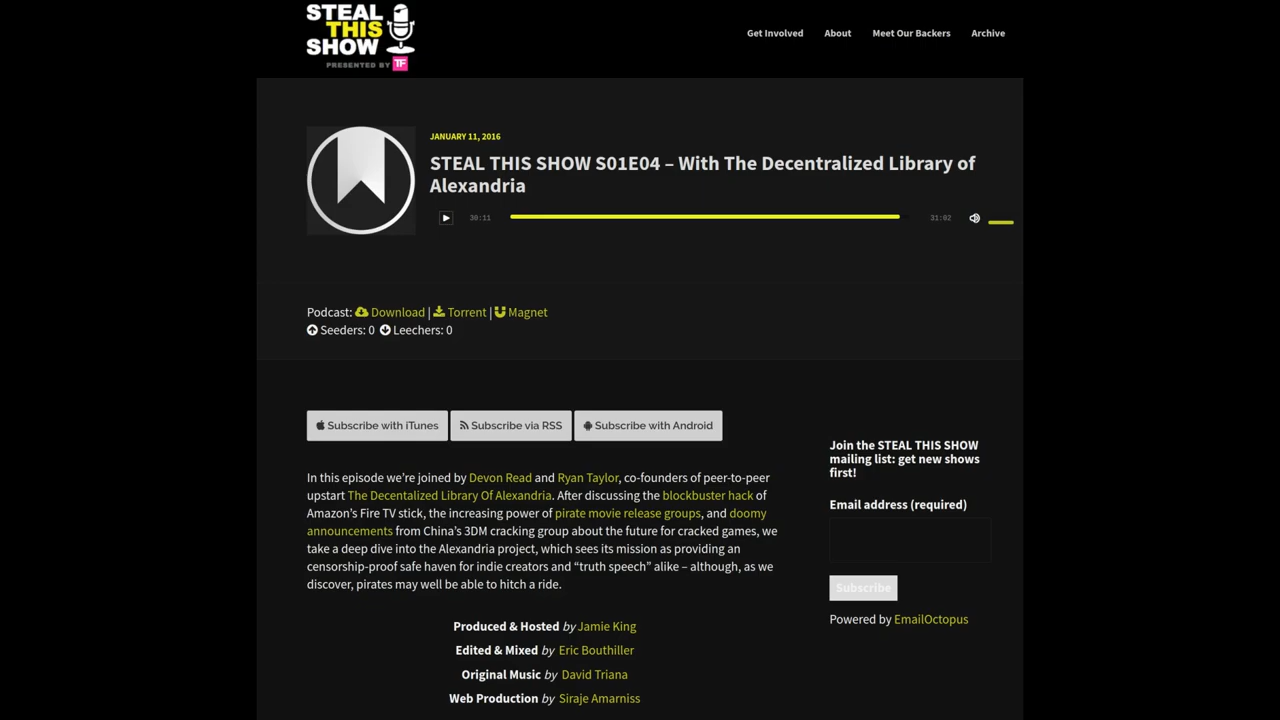 STEAL
THIS
SHOW
PRESENTED BY TF
Get Involved About Meet Our Backers Archive
JANUARY 11, 2016
STEAL THIS SHOW S01E04 – With The Decentralized Library of
Alexandria
30:11 31:02
Podcast: Download | Torrent | Magnet
Seeders: 0 Leechers: 0
Subscribe with iTunes Subscribe via RSS Subscribe with Android
In this episode we're joined by Devon Read and Ryan Taylor, co-founders of peer-to-peer
upstart The Decentalized Library Of Alexandria. After discussing the blockbuster hack of
Amazon's Fire TV stick, the increasing power of pirate movie release groups, and doomy
announcements from China's 3DM cracking group about the future for cracked games, we
take a deep dive into the Alexandria project, which sees its mission as providing an
censorship-proof safe haven for indie creators and “truth speech” alike – although, as we
discover, pirates may well be able to hitch a ride.
Produced & Hosted by Jamie King
Edited & Mixed by Eric Bouthiller
Original Music by David Triana
Web Production by Siraje Amarniss
Join the STEAL THIS SHOW
mailing list: get new shows
first!
Email address (required)
Subscribe
Powered by EmailOctopus